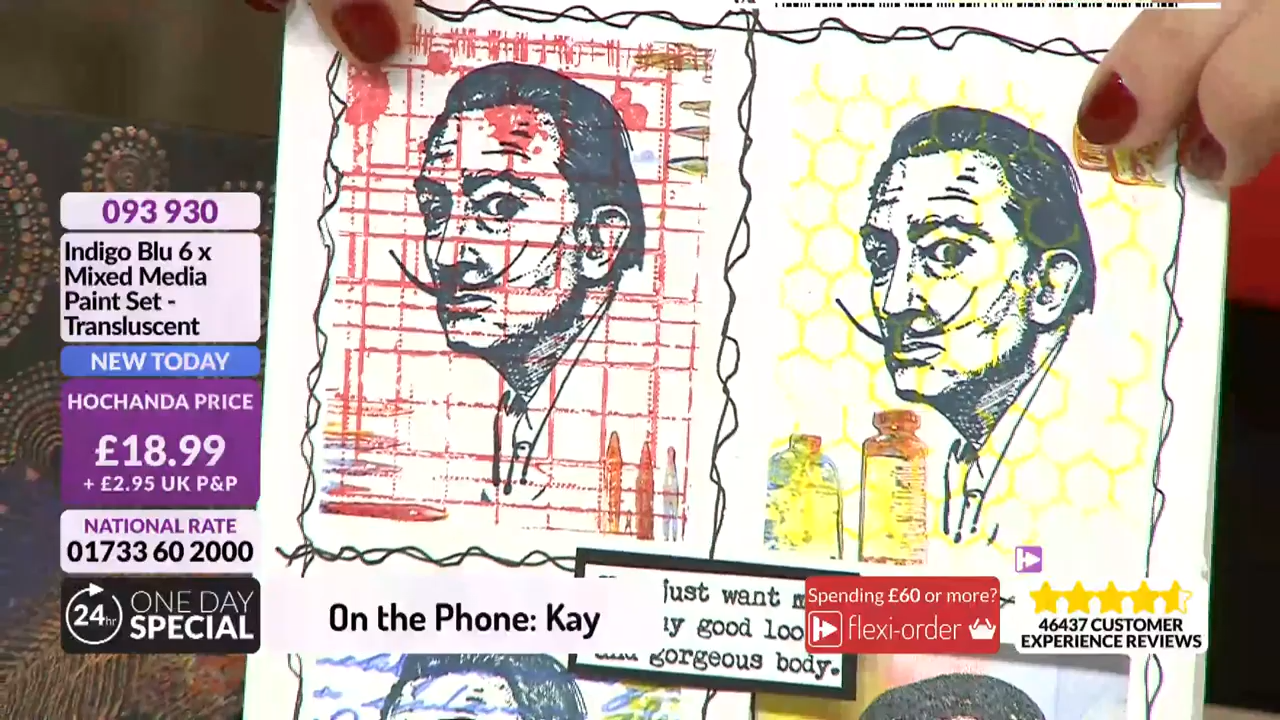 093 930
Indigo Blu 6 x
Mixed Media
Paint Set -
Transluscent
NEW TODAY
HOCHANDA PRICE
£18.99
+ £2.95 UK P&P
NATIONAL RATE
01733 60 2000
24hr
ONE DAY
SPECIAL
On the Phone: Kay
just want
good
and gorgeous body.
Spending £60 or more?
flexi-order
46437 CUSTOMER
EXPERIENCE REVIEWS